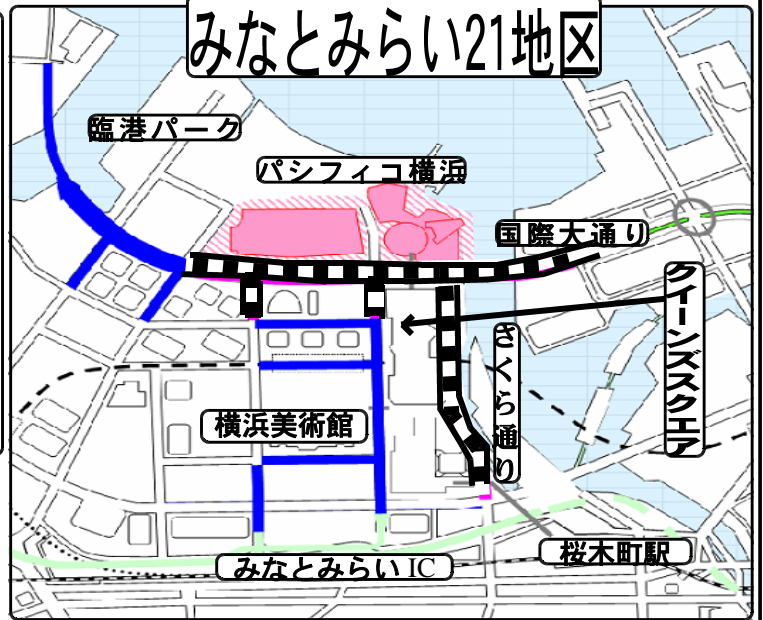 みなとみらい21地区
臨港パーク
パシフィコ横浜
国際大通り
クイーンズスクエア
さくら通り
横浜美術館
桜木町駅
みなとみらいIC